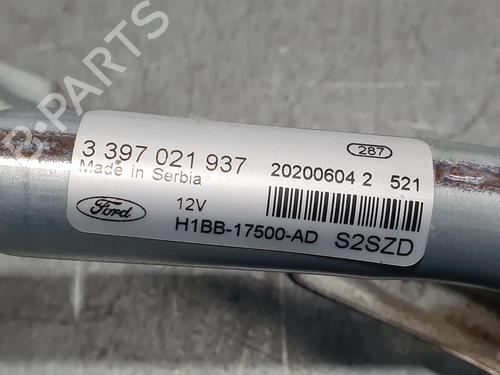 B-PARTS
3 397 021 937
287
Made in Serbia
20200604 2 521
Ford
12V
H1BB-17500-AD
S2SZD